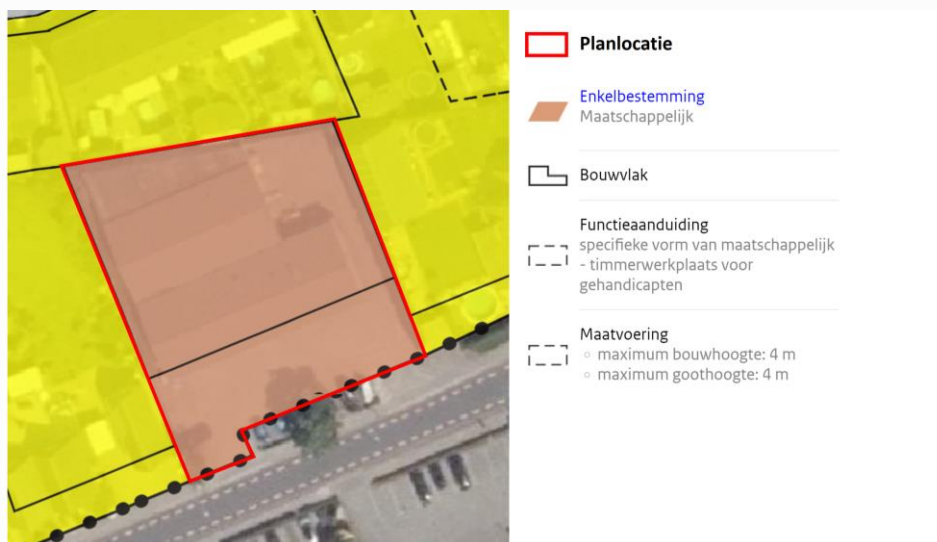 Planlocatie
Enkelbestemming
Maatschappelijk
Bouwvlak
Functieaanduiding
specifieke vorm van maatschappelijk
- timmerwerkplaats voor
gehandicapten
Maatvoering
○ maximum bouwhoogte: 4 m
○ maximum goothoogte: 4 m